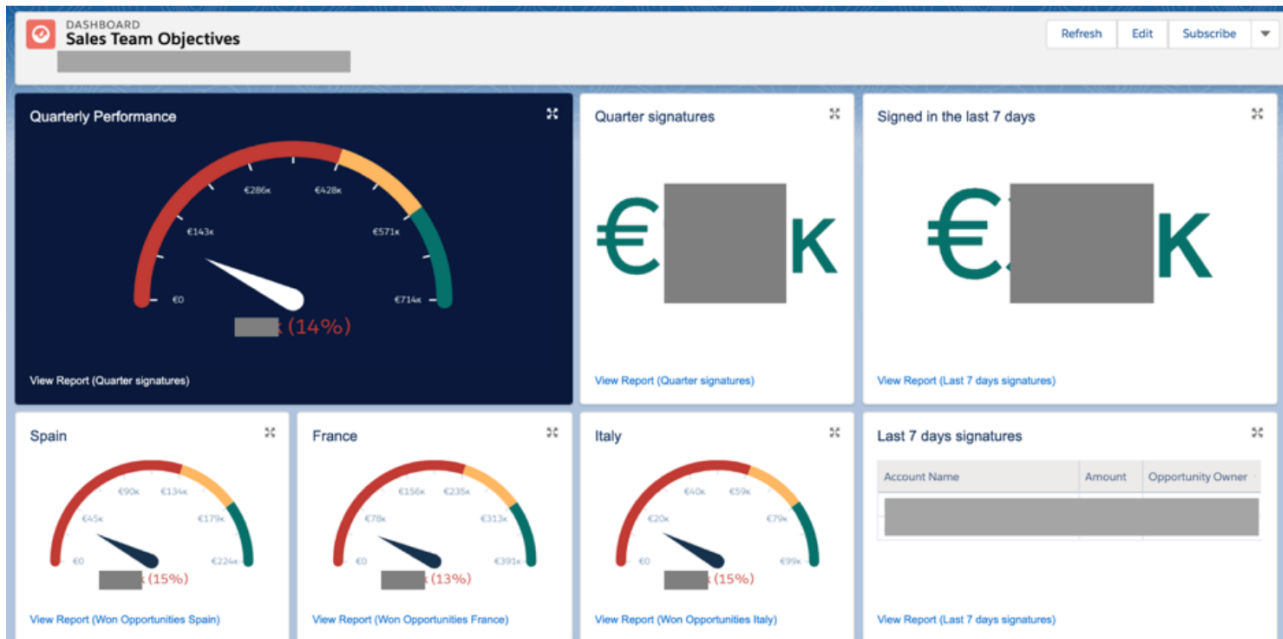 DASHBOARD
Sales Team Objectives
Refresh
Edit
Subscribe
Quarterly Performance
€0
€143K
€286K
€428K
€571K
€714K
(14%)
View Report (Quarter signatures)
Quarter signatures
€ K
View Report (Quarter signatures)
Signed in the last 7 days
€ K
View Report (Last 7 days signatures)
Spain
€0
€45K
€90K
€134K
€179K
€224K
(15%)
View Report (Won Opportunities Spain)
France
€0
€78K
€156K
€235K
€313K
€391K
(13%)
View Report (Won Opportunities France)
Italy
€0
€20K
€40K
€59K
€79K
€99K
(15%)
View Report (Won Opportunities Italy)
Last 7 days signatures
Account Name Amount Opportunity Owner
View Report (Last 7 days signatures)